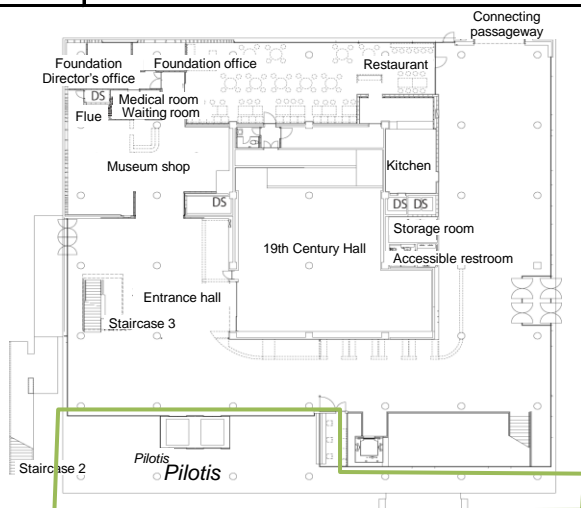 Connecting
passageway
Foundation
Director's office
Foundation office
Restaurant
DS
Medical room
Waiting room
Flue
Museum shop
Kitchen
DS
DS DS
Storage room
19th Century Hall
Accessible restroom
Entrance hall
Staircase 3
Pilotis
Pilotis
Staircase 2